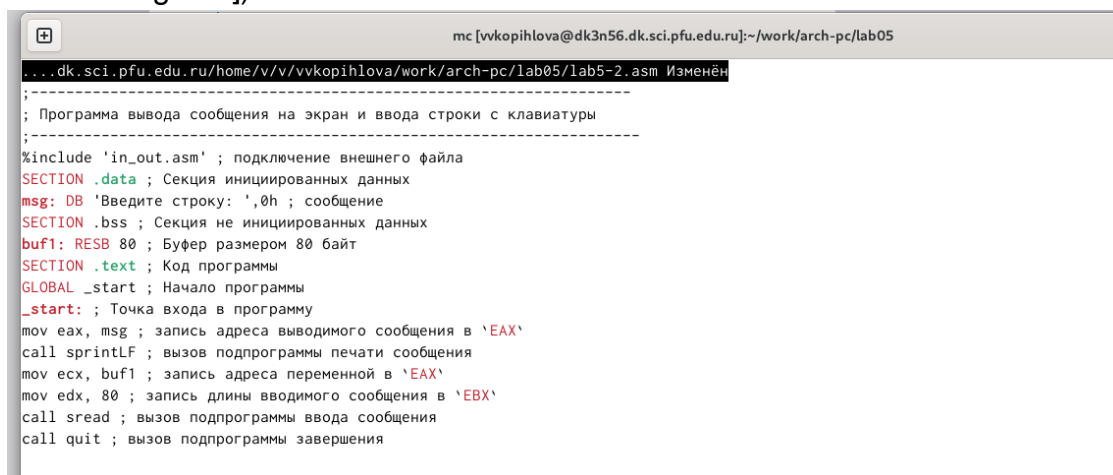 mc [vvkopihlova@dk3n56.dk.sci.pfu.edu.ru]:~/work/arch-pc/lab05
....dk.sci.pfu.edu.ru/home/v/v/vvkopihlova/work/arch-pc/lab05/lab5-2.asm Изменён
;--------------------------------------------------------------------
; Программа вывода сообщения на экран и ввода строки с клавиатуры
;---------------------------------------------------------------------
%include 'in_out.asm' ; подключение внешнего файла
SECTION .data ; Секция инициированных данных
msg: DB 'Введите строку: ',0h ; сообщение
SECTION .bss ; Секция не инициированных данных
buf1: RESB 80 ; Буфер размером 80 байт
SECTION .text ; Код программы
GLOBAL _start ; Начало программы
_start: ; Точка входа в программу
mov eax, msg ; запись адреса выводимого сообщения в `EAX`
call sprintLF ; вызов подпрограммы печати сообщения
mov ecx, buf1 ; запись адреса переменной в `EAX`
mov edx, 80 ; запись длины вводимого сообщения в `EBX`
call sread ; вызов подпрограммы ввода сообщения
call quit ; вызов подпрограммы завершения